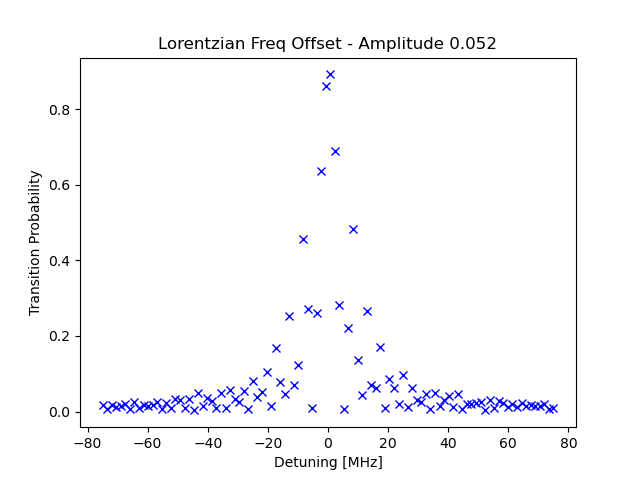 Lorentzian Freq Offset - Amplitude 0.052
Transition Probability
0.8
0.6
0.4
0.2
0.0
−80 −60 −40 −20 0 20 40 60 80
Detuning [MHz]